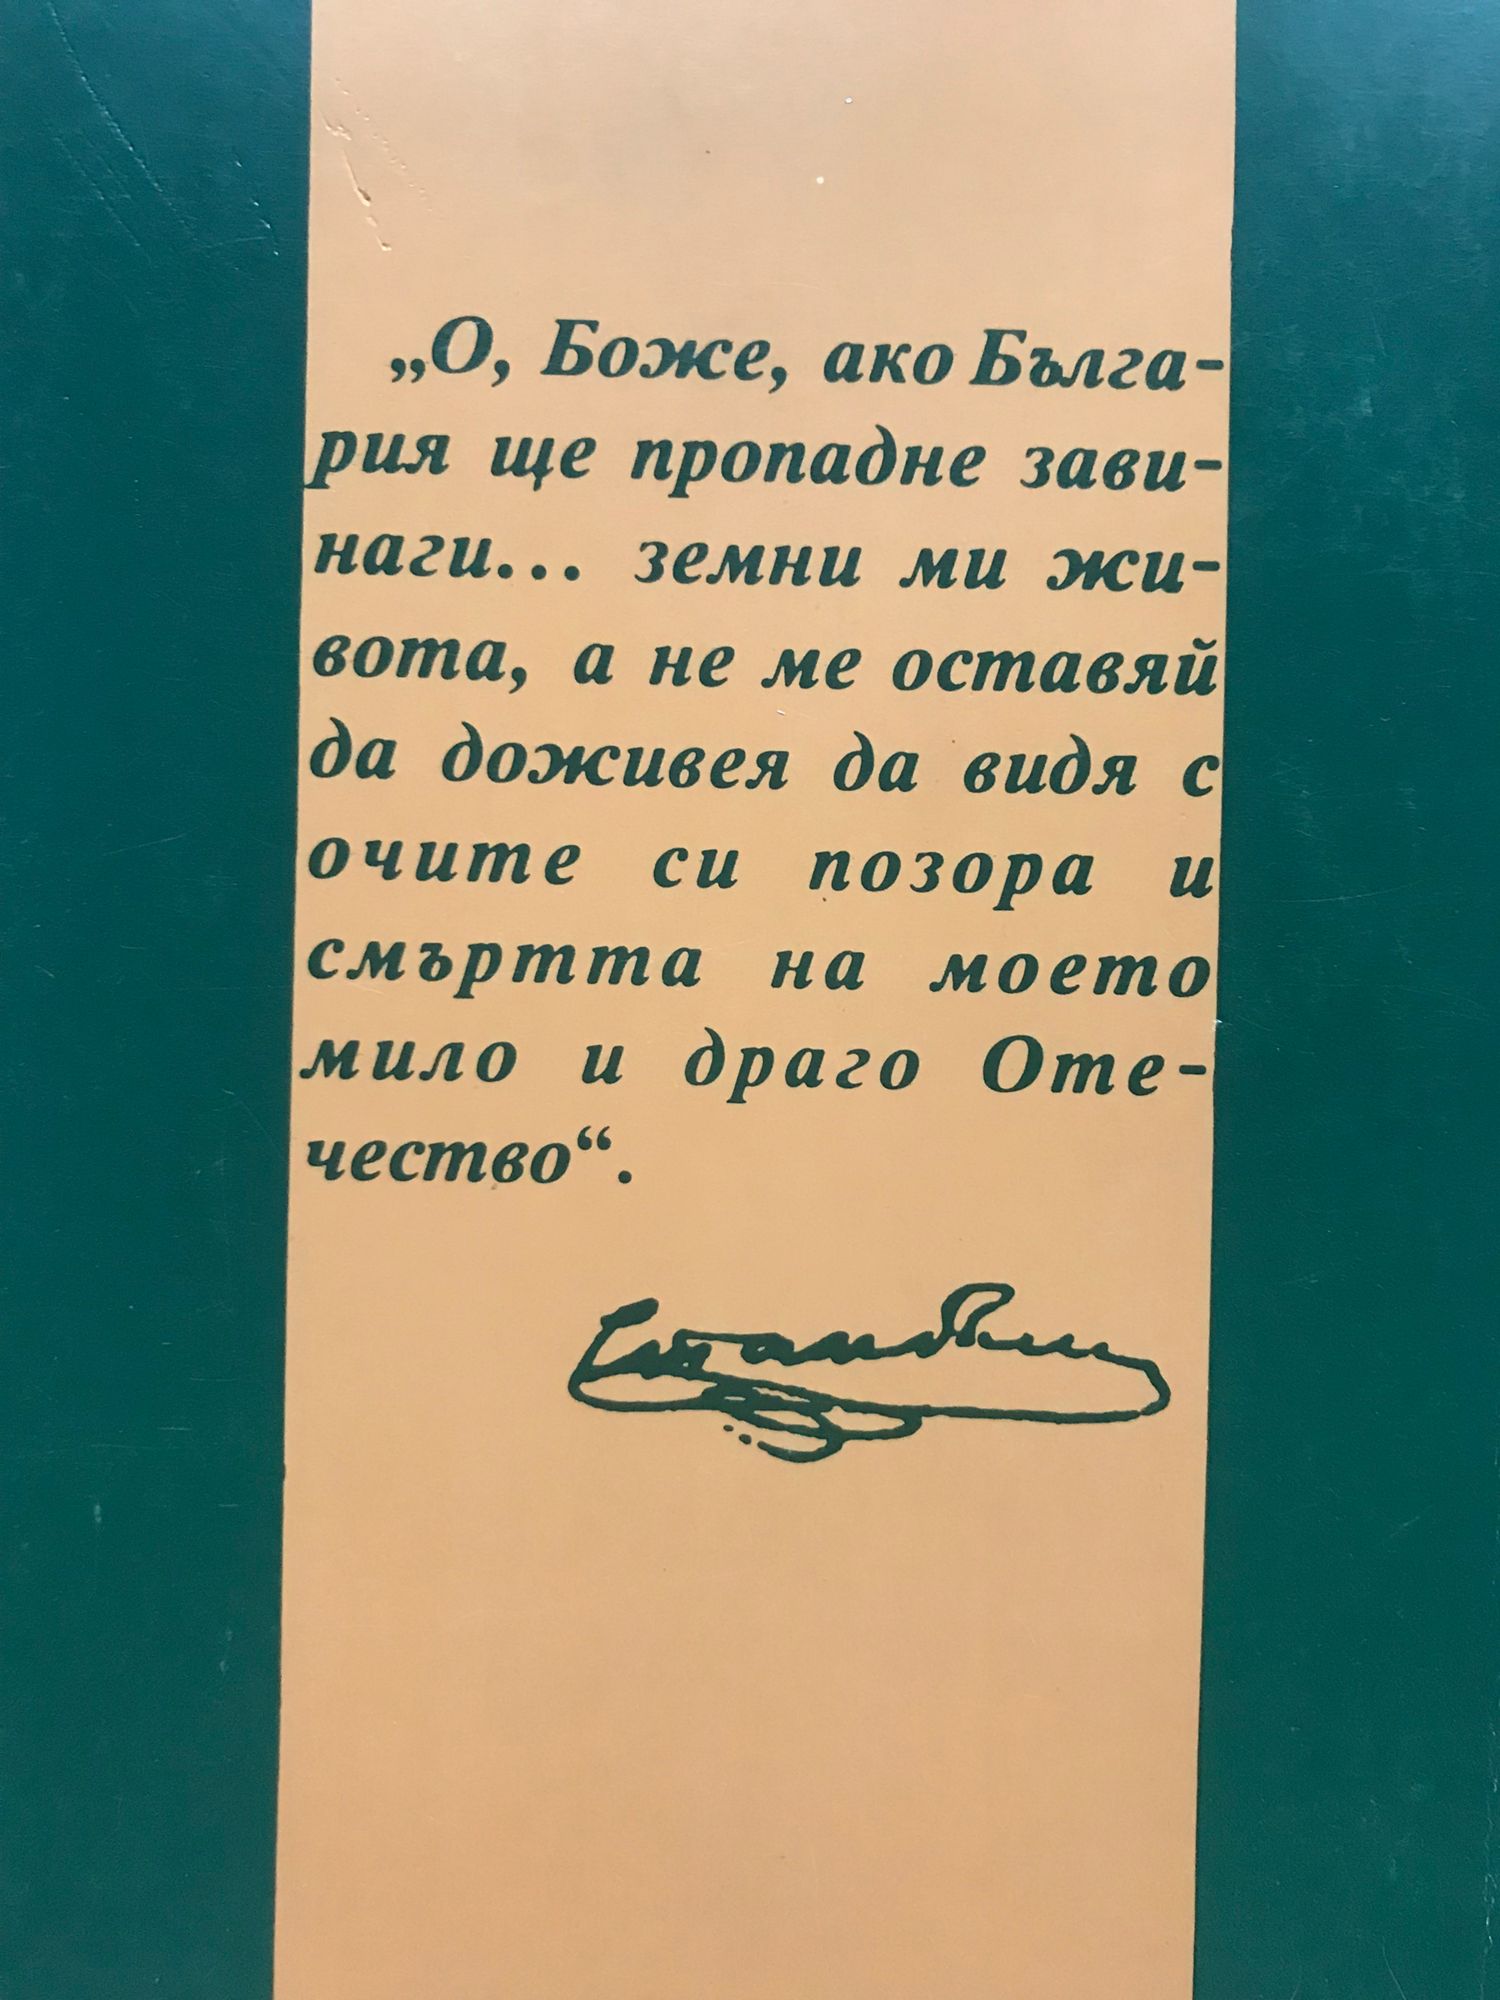 „О, Боже, ако Бълга-
рия ще пропадне зави-
наги... земни ми жи-
вота, а не ме оставяй
да доживея да видя с
очите си позора и
смъртта на моето
мило и драго Оте-
чество“.